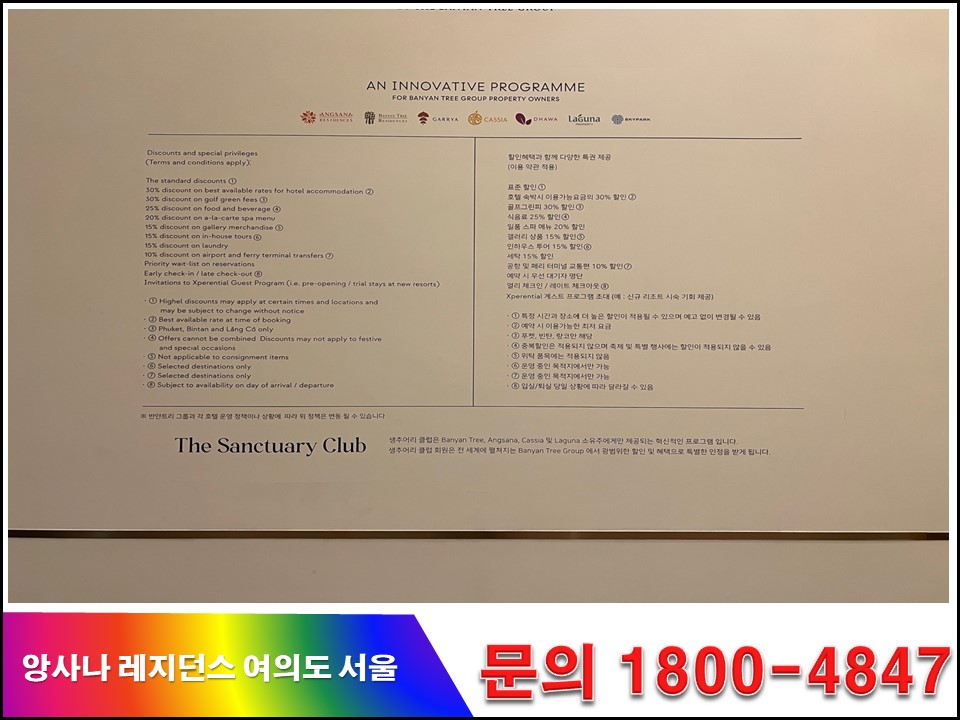 AN INNOVATIVE PROGRAMME
FOR BANYAN TREE GROUP PROPERTY OWNERS
ANGSANA RESIDENCES
BANYAN TREE RESIDENCES
GARRYA
CASSIA
DHAWA
Laguna PROPERTY
SKYPARK
Discounts and special privileges
(Terms and conditions apply).
The standard discounts ①
30% discount on best available rates for hotel accommodation ②
30% discount on golf green fees ③
25% discount on food and beverage ④
20% discount on a-la-carte spa menu
15% discount on gallery merchandise ⑤
15% discount on in-house tours ⑥
15% discount on laundry
10% discount on airport and ferry terminal transfers ⑦
Priority wait-list on reservations
Early check-in / late check-out ⑧
Invitations to Xperential Guest Program (i.e. pre-opening / trial stays at new resorts)
· ① Highel discounts may apply at certain times and locations and
may be subject to change without notice
· ② Best available rate at time of booking
· ③ Phuket, Bintan and Lăng Cô only
· ④ Offers cannot be combined Discounts may not apply to festive
and special occasions
· ⑤ Not applicable to consignment items
· ⑥ Selected destinations only
· ⑦ Selected destinations only
· ⑧ Subject to availability on day of arrival / departure
할인혜택과 함께 다양한 특권 제공
(이용 약관 적용)
표준 할인 ①
호텔 숙박시 이용가능요금의 30% 할인 ②
골프그린피 30% 할인 ③
식음료 25% 할인 ④
일품 스파 메뉴 20% 할인
갤러리 상품 15% 할인 ⑤
인하우스 투어 15% 할인 ⑥
세탁 15% 할인
공항 및 페리 터미널 교통편 10% 할인 ⑦
예약 시 우선 대기자 명단
얼리 체크인 / 레이트 체크아웃 ⑧
Xperential 게스트 프로그램 초대 (예 : 신규 리조트 시숙 기회 제공)
· ① 특정 시간과 장소에 더 높은 할인이 적용될 수 있으며 예고 없이 변경될 수 있음
· ② 예약 시 이용가능한 최저 요금
· ③ 푸켓, 빈탄, 랑코만 해당
· ④ 중복할인은 적용되지 않으며 축제 및 특별 행사에는 할인이 적용되지 않을 수 있음
· ⑤ 위탁 품목에는 적용되지 않음
· ⑥ 운영 중인 목적지에서만 가능
· ⑦ 운영 중인 목적지에서만 가능
· ⑧ 입실/퇴실 당일 상황에 따라 달라질 수 있음
※ 반얀트리 그룹과 각 호텔 운영 정책이나 상황에 따라 위 정책은 변동 될 수 있습니다
The Sanctuary Club
생추어리 클럽은 Banyan Tree, Angsana, Cassia 및 Laguna 소유주에게만 제공되는 혁신적인 프로그램 입니다.
생추어리 클럽 회원은 전 세계에 펼쳐지는 Banyan Tree Group 에서 광범위한 할인 및 혜택으로 특별한 인정을 받게 됩니다.
앙사나 레지던스 여의도 서울
문의 1800-4847